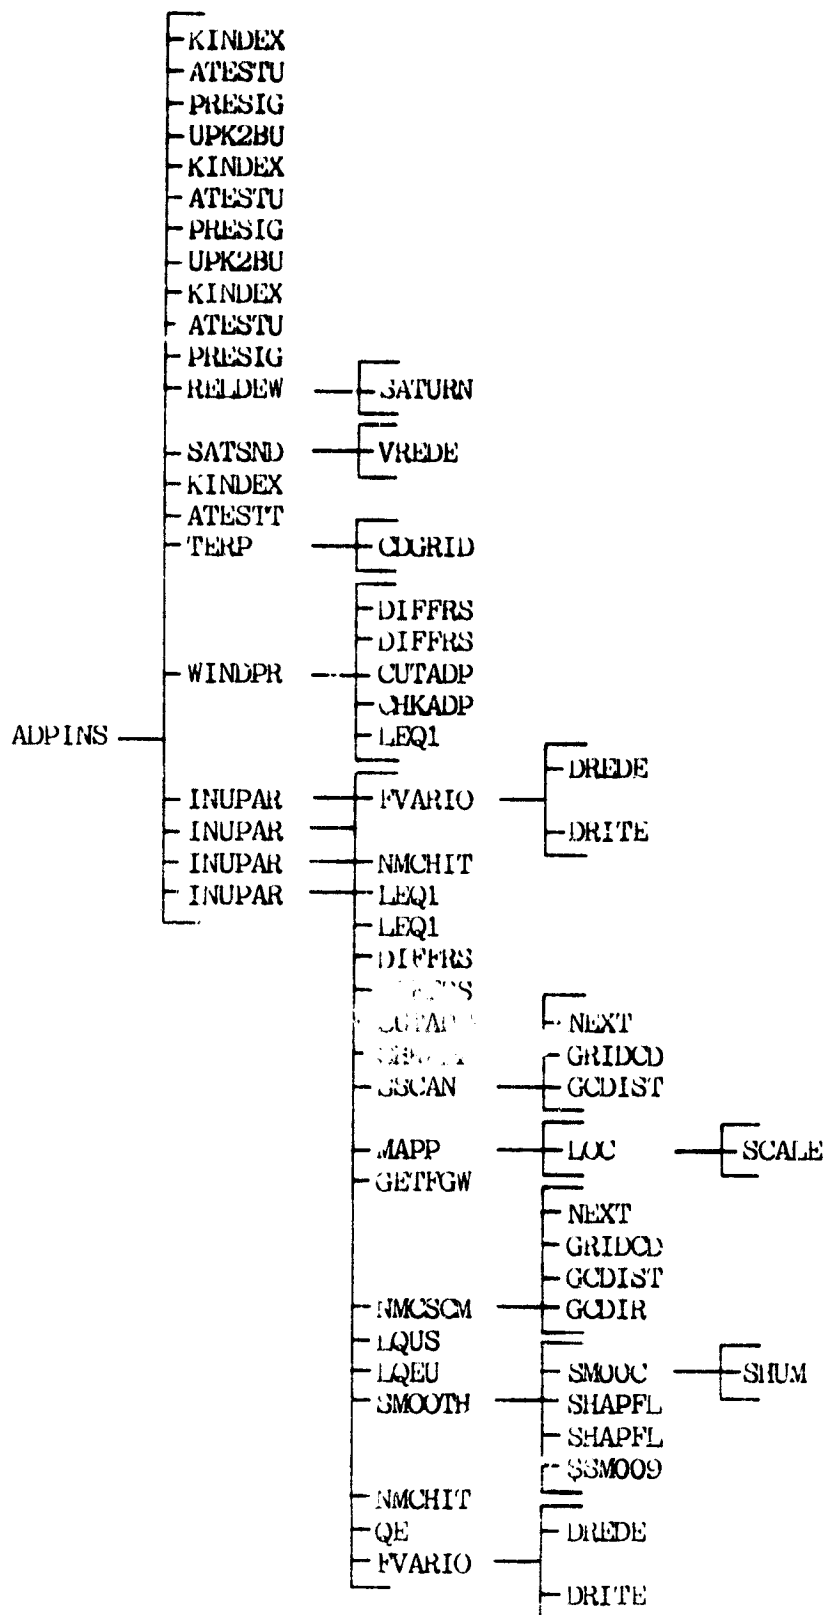 KINDEX
ATESTU
PRESIG
UPK2BU
KINDEX
ATESTU
PRESIG
UPK2BU
KINDEX
ATESTU
PRESIG
RELDEW SATURN
SATSND VREDE
KINDEX
ATESTT
TERP CDGRID
DIFFRS
DIFFRS
WINDPR CUTADP
CHKADP
LEQ1
ADPINS
DREDE
INUPAR FVARIO
INUPAR DRITE
INUPAR NMCHIT
INUPAR LEQ1
LEQ1
DIFFRS
NEXT
GRIDCD
GSCAN GCDIST
MAPP LOC SCALE
GETFGW
NEXT
GRIDCD
GCDIST
NMCSCM GCDIR
LQUS
LQEU SMOOC SHUM
SMOOTH SHAPFL
SHAPFL
SSMOO9
NMCHIT
QE DREDE
FVARIO
DRITE